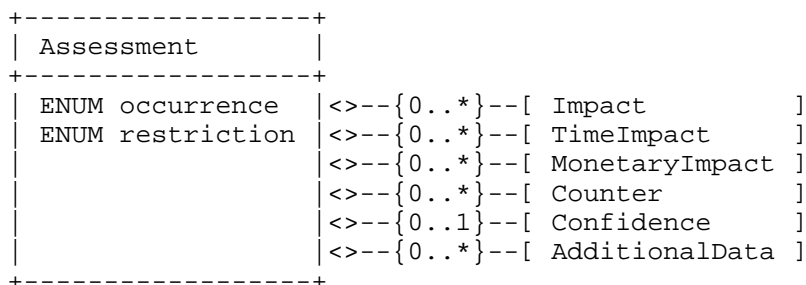 +------------------+
| Assessment       |
+------------------+
| ENUM occurrence  |<>--{0..*}--[ Impact         ]
| ENUM restriction |<>--{0..*}--[ TimeImpact     ]
|                  |<>--{0..*}--[ MonetaryImpact ]
|                  |<>--{0..*}--[ Counter        ]
|                  |<>--{0..1}--[ Confidence     ]
|                  |<>--{0..*}--[ AdditionalData ]
+------------------+